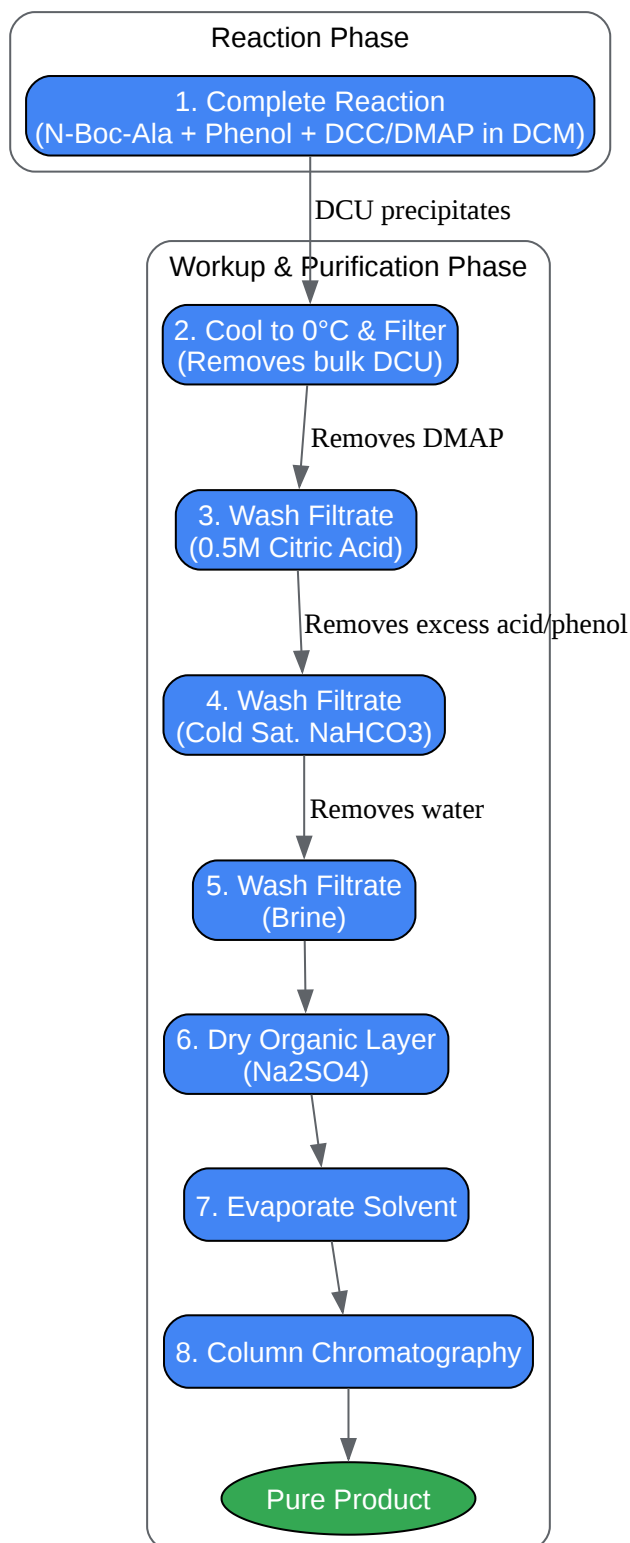 Reaction Phase
1. Complete Reaction
(N-Boc-Ala + Phenol + DCC/DMAP in DCM)
DCU precipitates
Workup & Purification Phase
2. Cool to 0°C & Filter
(Removes bulk DCU)
Removes DMAP
3. Wash Filtrate
(0.5M Citric Acid)
Removes excess acid/phenol
4. Wash Filtrate
(Cold Sat. NaHCO3)
Removes water
5. Wash Filtrate
(Brine)
6. Dry Organic Layer
(Na2SO4)
7. Evaporate Solvent
8. Column Chromatography
Pure Product